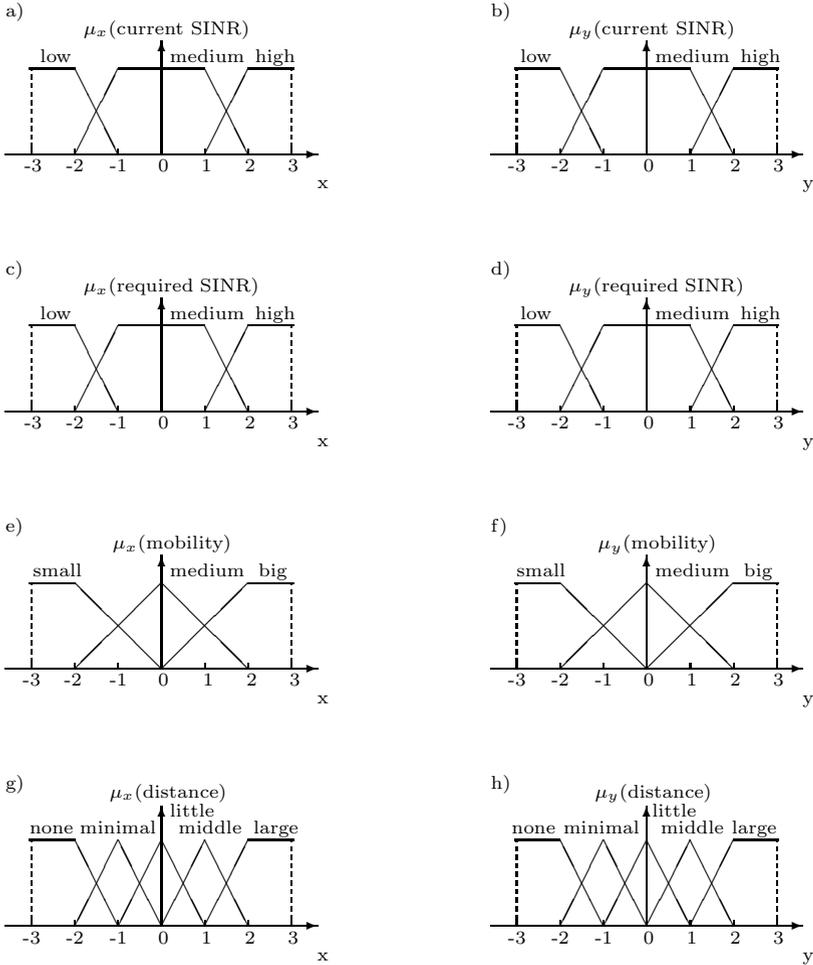 a)
μx(current SINR)
low medium high
-3 -2 -1 0 1 2 3
x
b)
μy(current SINR)
low medium high
-3 -2 -1 0 1 2 3
y
c)
μx(required SINR)
low medium high
-3 -2 -1 0 1 2 3
x
d)
μy(required SINR)
low medium high
-3 -2 -1 0 1 2 3
y
e)
μx(mobility)
small medium big
-3 -2 -1 0 1 2 3
x
f)
μy(mobility)
small medium big
-3 -2 -1 0 1 2 3
y
g)
μx(distance)
little
none minimal middle large
-3 -2 -1 0 1 2 3
x
h)
μy(distance)
little
none minimal middle large
-3 -2 -1 0 1 2 3
y